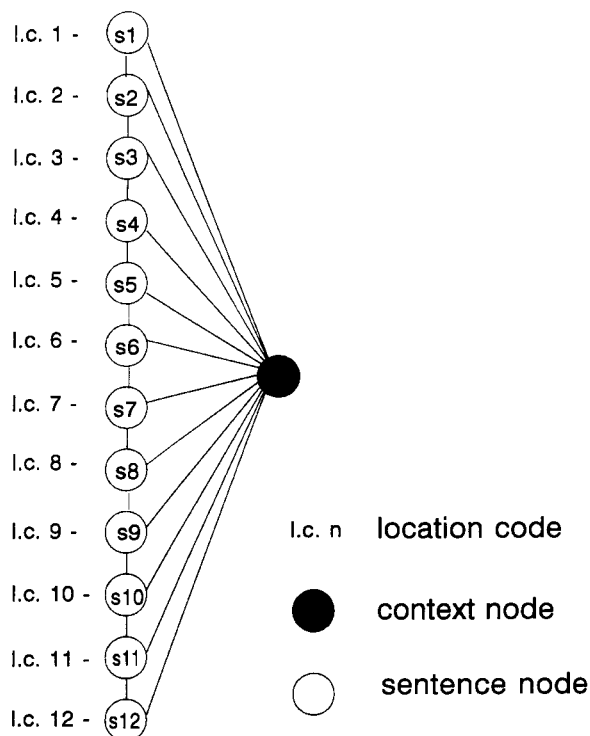 l.c. 1 - s1
l.c. 2 - s2
l.c. 3 - s3
l.c. 4 - s4
l.c. 5 - s5
l.c. 6 - s6
l.c. 7 - s7
l.c. 8 - s8
l.c. 9 - s9
l.c. 10 - s10
l.c. 11 - s11
l.c. 12 - s12
l.c. n location code
context node
sentence node